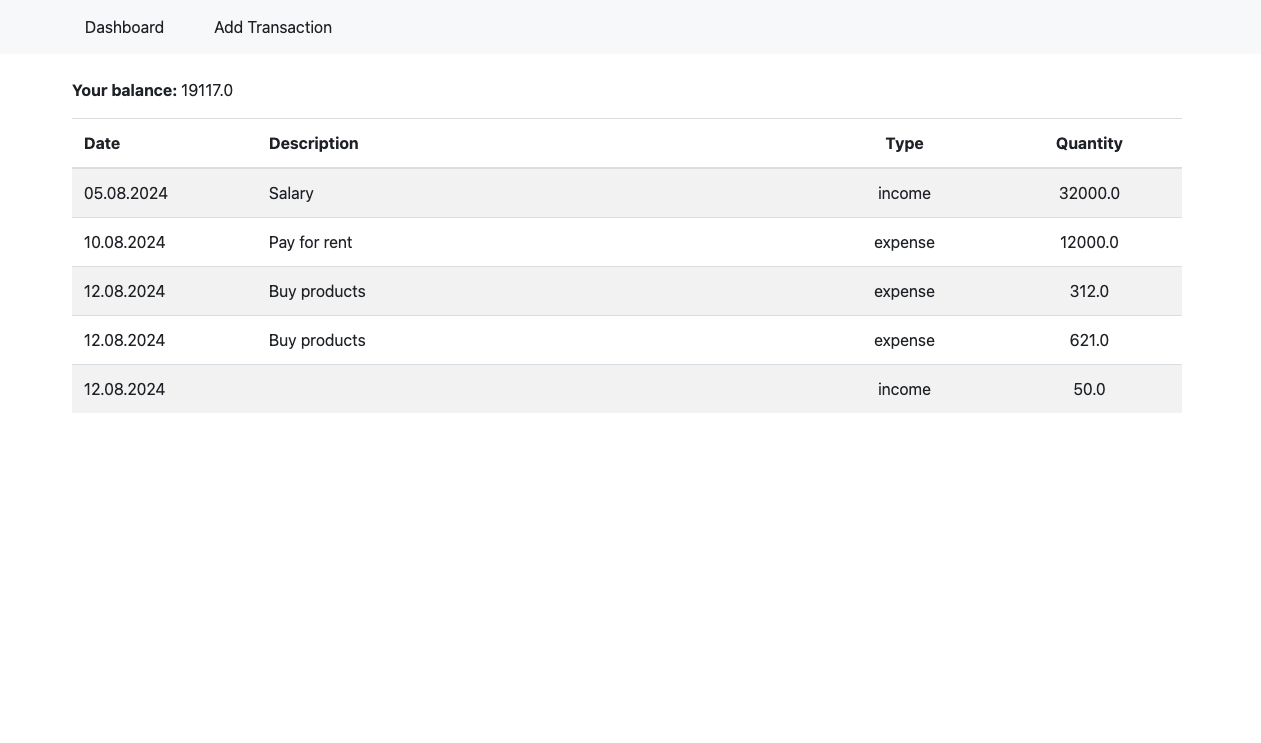 Dashboard Add Transaction
Your balance: 19117.0
Date Description Type Quantity
05.08.2024 Salary income 32000.0
10.08.2024 Pay for rent expense 12000.0
12.08.2024 Buy products expense 312.0
12.08.2024 Buy products expense 621.0
12.08.2024 income 50.0